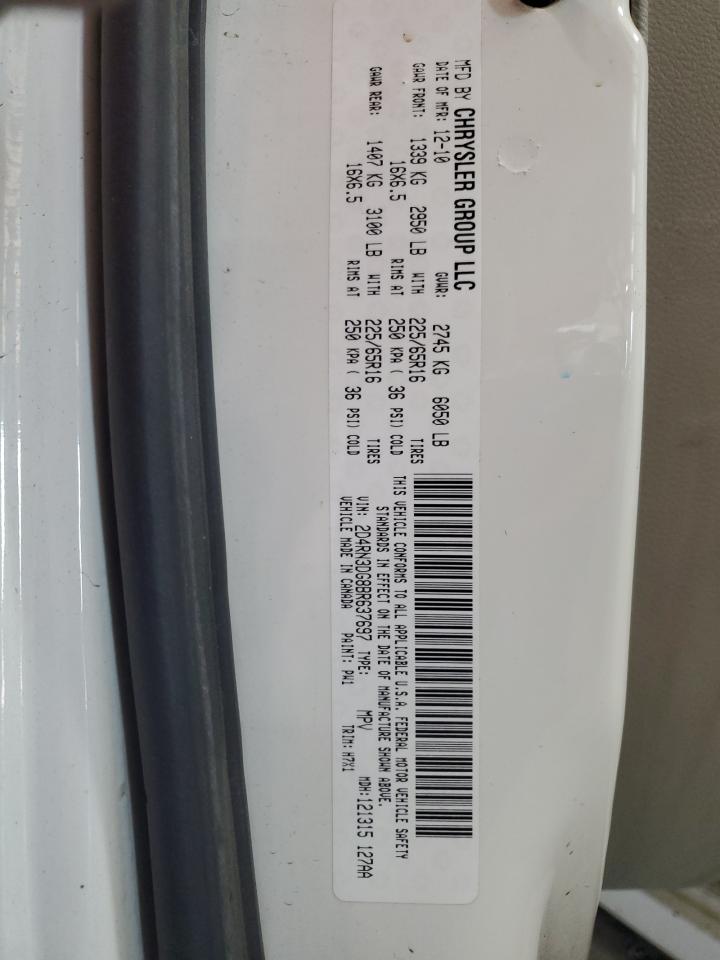 MFD BY CHRYSLER GROUP LLC
DATE OF MFR: 12-10 GVWR: 2745 KG 6050 LB
GAWR FRONT: 1339 KG 2950 LB WITH 225/65R16 TIRES
16X6.5 RIMS AT 250 KPA ( 36 PSI) COLD
GAWR REAR: 1407 KG 3100 LB WITH 225/65R16 TIRES
16X6.5 RIMS AT 250 KPA ( 36 PSI) COLD
THIS VEHICLE CONFORMS TO ALL APPLICABLE U.S.A. FEDERAL MOTOR VEHICLE SAFETY
STANDARDS IN EFFECT ON THE DATE OF MANUFACTURE SHOWN ABOVE.
VIN: 2D4RN3DG8BR637697 TYPE: MPV MDH:121315 127AA
VEHICLE MADE IN CANADA PAINT: PW1 TRIM: H7X1